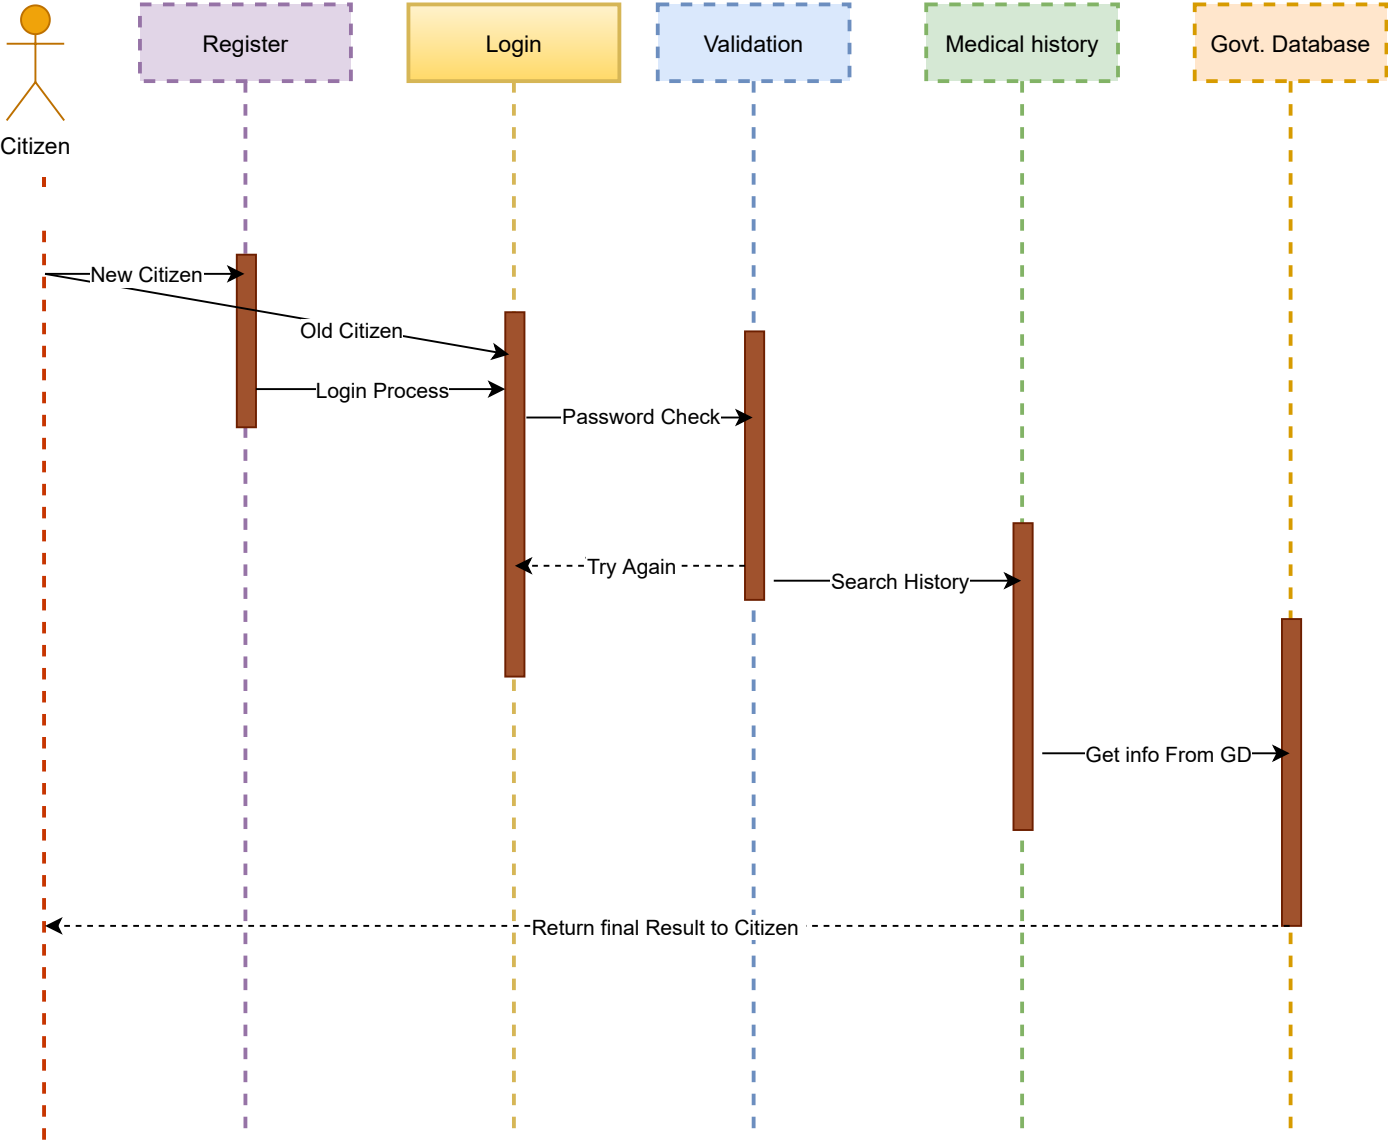 Citizen
Register
Login
Validation
Medical history
Govt. Database
New Citizen
Old Citizen
Login Process
Password Check
Try Again
Search History
Get info From GD
Return final Result to Citizen